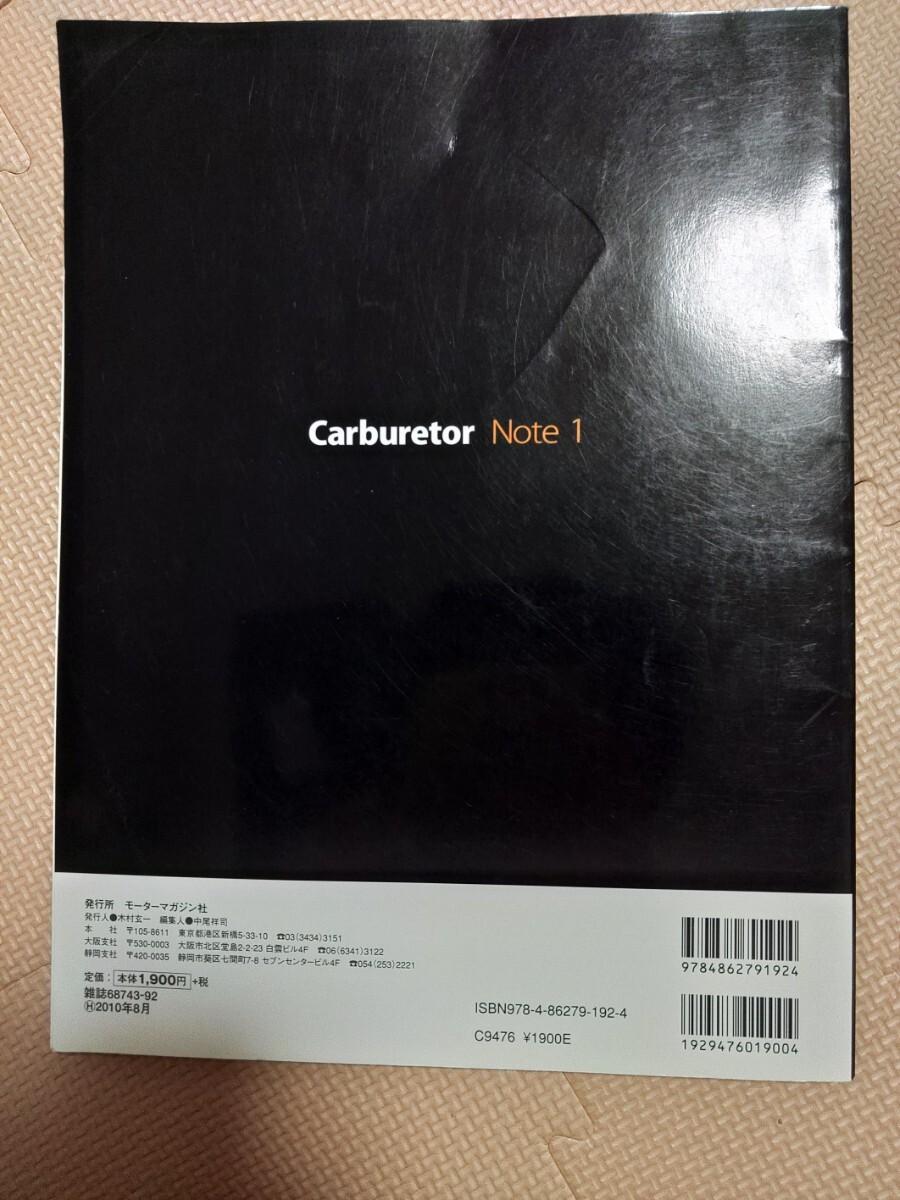 Carburetor Note 1
発行所 モーターマガジン社
発行人●木村玄一 編集人●中尾祥司
本 社 〒105-8611 東京都港区新橋5-33-10 ☎03(3434)3151
大阪支社 〒530-0003 大阪市北区堂島2-2-23 白雲ビル4F ☎06(6341)3122
静岡支社 〒420-0035 静岡市葵区七間町7-8 セブンセンタービル4F ☎054(253)2221
定価：本体1,900円+税
雑誌68743-92
Ⓗ2010年8月
ISBN978-4-86279-192-4
C9476 ¥1900E
9784862791924
1929476019004